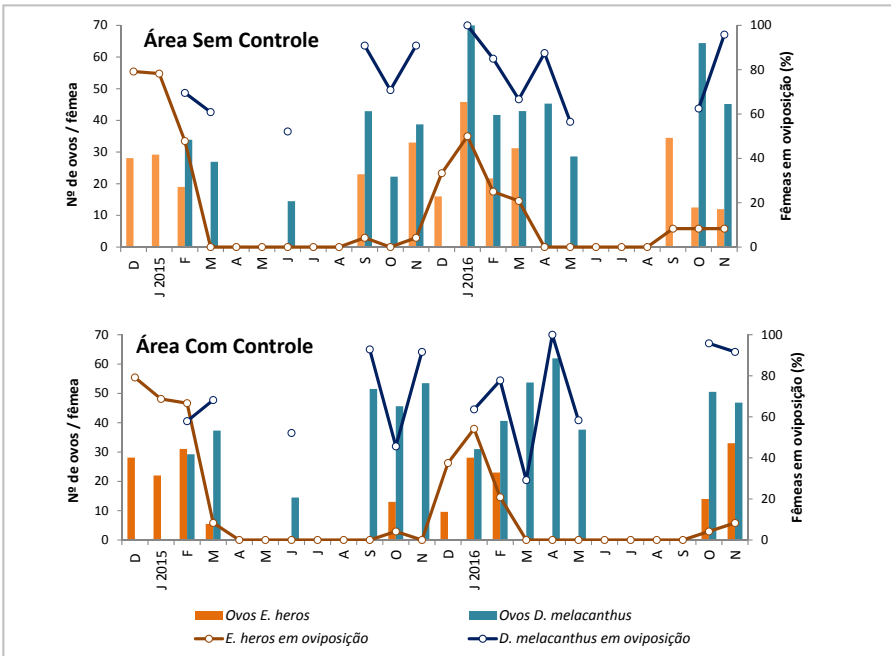 Área Sem Controle
Nº de ovos / fêmea
Fêmeas em oviposição (%)
70
60
50
40
30
20
10
0
100
80
60
40
20
0
D
J 2015
F
M
A
M
J
J
A
S
O
N
D
J 2016
F
M
A
M
J
J
A
S
O
N
Área Com Controle
Nº de ovos / fêmea
Fêmeas em oviposição (%)
70
60
50
40
30
20
10
0
100
80
60
40
20
0
D
J 2015
F
M
A
M
J
J
A
S
O
N
D
J 2016
F
M
A
M
J
J
A
S
O
N
Ovos E. heros
Ovos D. melacanthus
E. heros em oviposição
D. melacanthus em oviposição